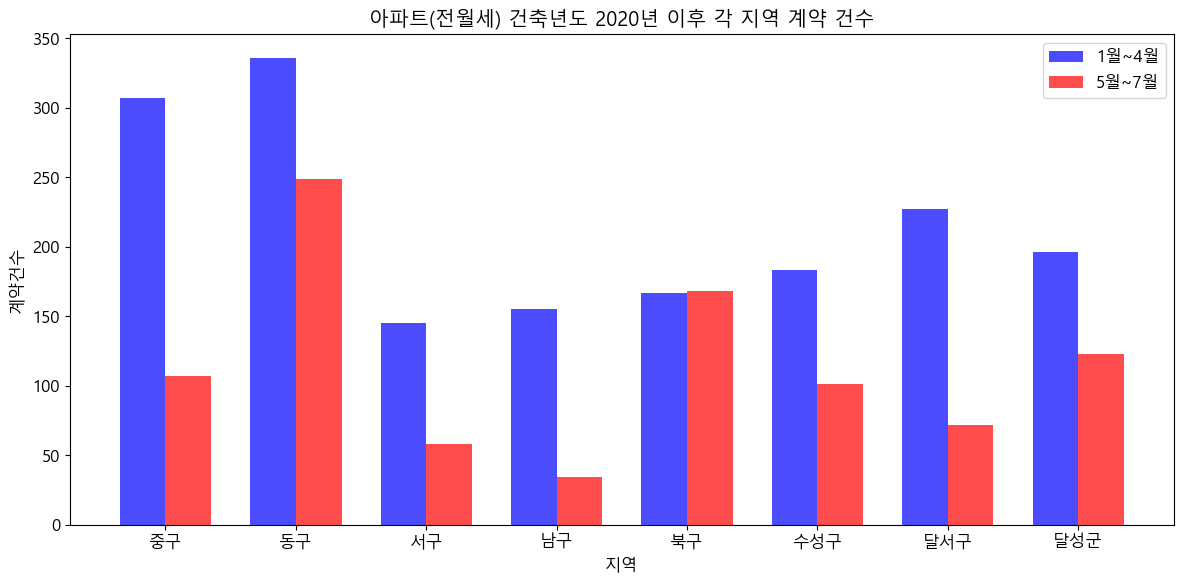 아파트(전월세) 건축년도 2020년 이후 각 지역 계약 건수
1월~4월
5월~7월
계약건수
350
300
250
200
150
100
50
0
중구 동구 서구 남구 북구 수성구 달서구 달성군
지역